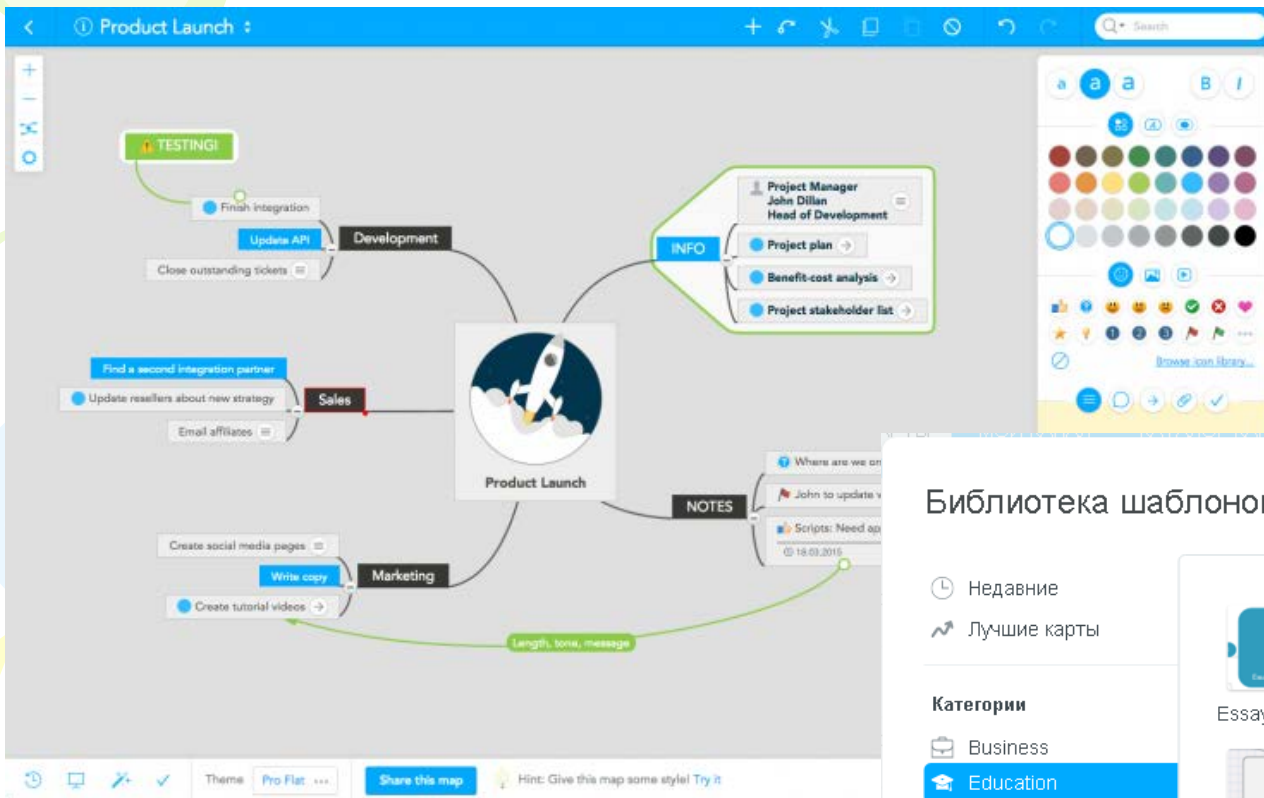 Product Launch
Search
a a a B I
TESTING!
Finish integration
Update API
Close outstanding tickets
Development
INFO
Project Manager
John Dillan
Head of Development
Project plan
Benefit-cost analysis
Project stakeholder list
Browse icon library...
Find a second integration partner
Update resellers about new strategy
Email affiliates
Sales
Product Launch
NOTES
Where are we on
John to update
Scripts: Need
18.03.2015
Create social media pages
Write copy
Create tutorial videos
Marketing
Length, tone, message
Theme Pro Flat ...
Share this map
Hint: Give this map some style! Try it
Библиотека шаблонов
Недавние
Лучшие карты
Категории
Business
Education
Essay